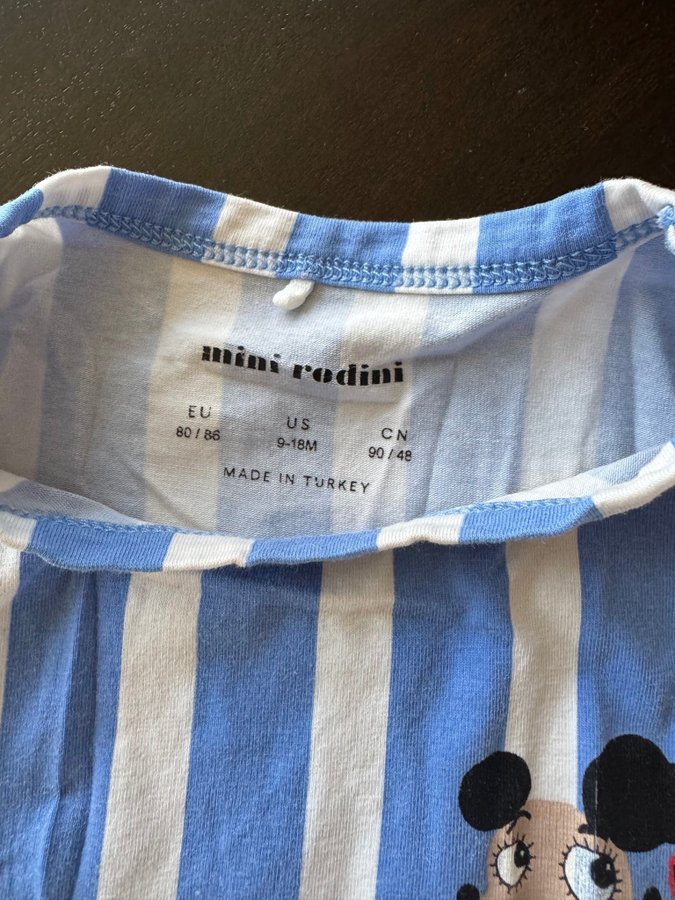 mini rodini
EU US CN
80 / 86 9-18M 90 / 48
MADE IN TURKEY